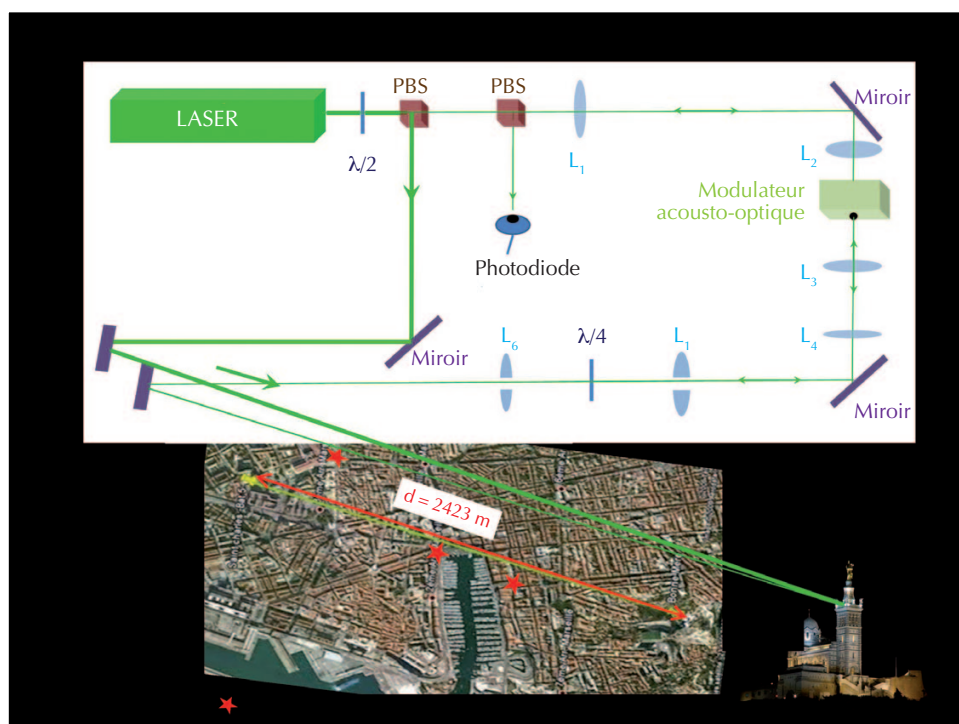 PBS
PBS
Miroir
LASER
λ/2
L₁
L₂
Modulateur
acousto-optique
Photodiode
L₃
L₆
λ/4
L₁
L₄
Miroir
Miroir
d = 2423 m